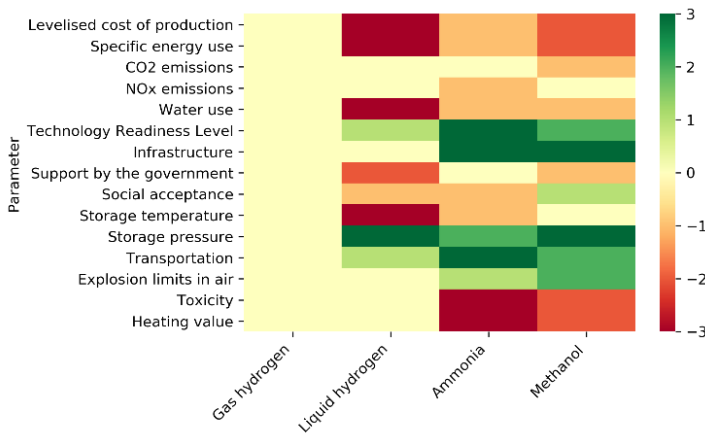 Levelised cost of production
Specific energy use
CO2 emissions
NOx emissions
Water use
Technology Readiness Level
Infrastructure
Support by the government
Social acceptance
Storage temperature
Storage pressure
Transportation
Explosion limits in air
Toxicity
Heating value
Parameter
Gas hydrogen
Liquid hydrogen
Ammonia
Methanol
3
2
1
0
−1
−2
−3